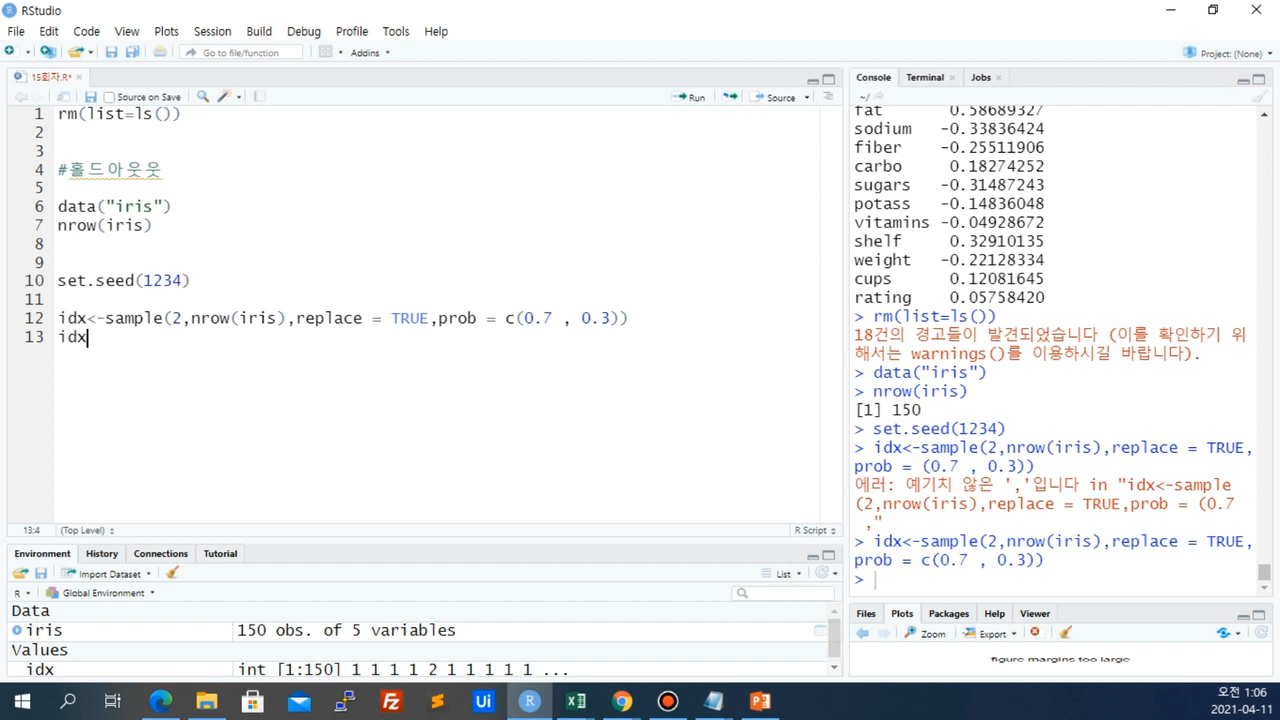 RStudio
File Edit Code View Plots Session Build Debug Profile Tools Help
Go to file/function Addins Project: (None)
15회자.R*
Source on Save Run Source
1 rm(list=ls())
2
3
4 #홀드아웃웃
5
6 data("iris")
7 nrow(iris)
8
9
10 set.seed(1234)
11
12 idx<-sample(2,nrow(iris),replace = TRUE,prob = c(0.7 , 0.3))
13 idx
13:4 (Top Level) R Script
Environment History Connections Tutorial
Import Dataset List
R Global Environment
Data
iris 150 obs. of 5 variables
Values
idx int [1:150] 1 1 1 1 2 1 1 1 1 1 ...
Console Terminal Jobs
~/
fat 0.58689327
sodium -0.33836424
fiber -0.25511906
carbo 0.18274252
sugars -0.31487243
potass -0.14836048
vitamins -0.04928672
shelf 0.32910135
weight -0.22128334
cups 0.12081645
rating 0.05758420
> rm(list=ls())
18건의 경고들이 발견되었습니다 (이를 확인하기 위
해서는 warnings()를 이용하시길 바랍니다).
> data("iris")
> nrow(iris)
[1] 150
> set.seed(1234)
> idx<-sample(2,nrow(iris),replace = TRUE,
prob = (0.7 , 0.3))
에러: 예기치 않은 ','입니다 in "idx<-sample
(2,nrow(iris),replace = TRUE,prob = (0.7
,"
> idx<-sample(2,nrow(iris),replace = TRUE,
prob = c(0.7 , 0.3))
>
Files Plots Packages Help Viewer
Zoom Export
figure margins too large
Ui R
오전 1:06
2021-04-11